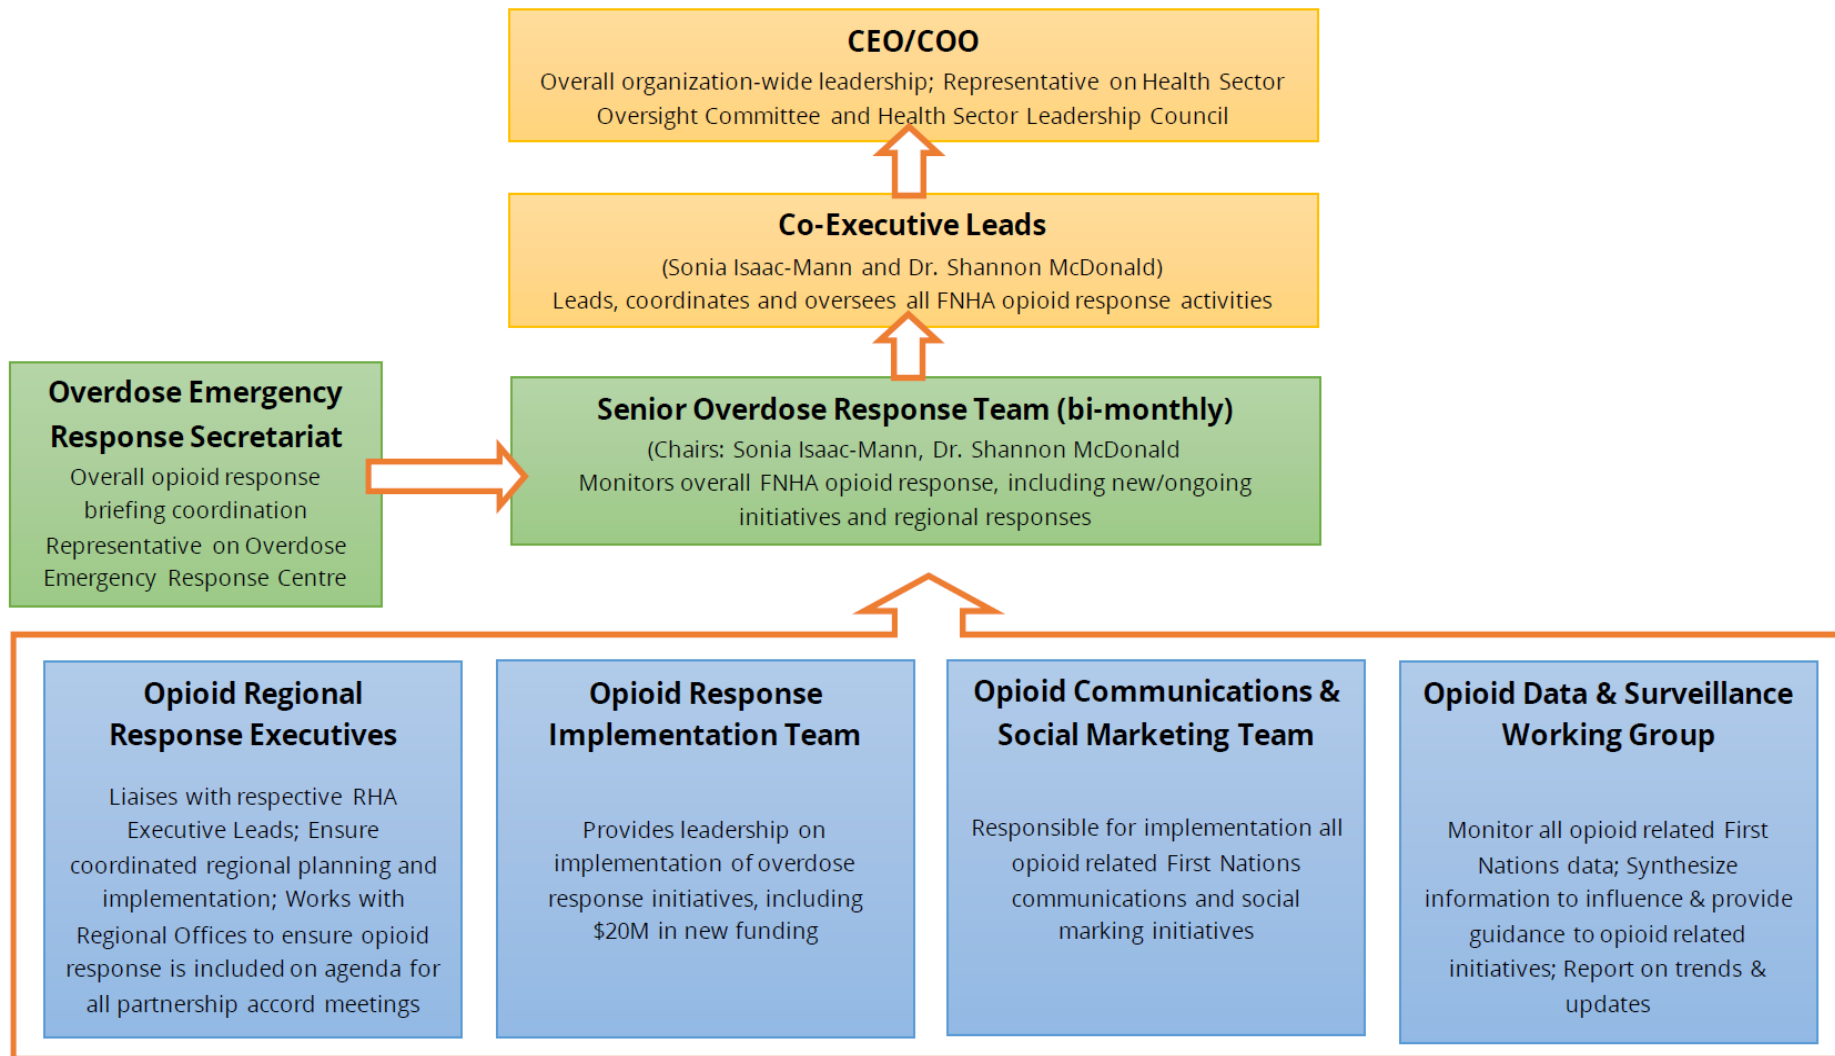 CEO/COO
Overall organization-wide leadership; Representative on Health Sector
Oversight Committee and Health Sector Leadership Council
Co-Executive Leads
(Sonia Isaac-Mann and Dr. Shannon McDonald)
Leads, coordinates and oversees all FNHA opioid response activities
Overdose Emergency
Response Secretariat
Overall opioid response
briefing coordination
Representative on Overdose
Emergency Response Centre
Senior Overdose Response Team (bi-monthly)
(Chairs: Sonia Isaac-Mann, Dr. Shannon McDonald
Monitors overall FNHA opioid response, including new/ongoing
initiatives and regional responses
Opioid Regional
Response Executives
Liaises with respective RHA
Executive Leads; Ensure
coordinated regional planning and
implementation; Works with
Regional Offices to ensure opioid
response is included on agenda for
all partnership accord meetings
Opioid Response
Implementation Team
Provides leadership on
implementation of overdose
response initiatives, including
$20M in new funding
Opioid Communications &
Social Marketing Team
Responsible for implementation all
opioid related First Nations
communications and social
marking initiatives
Opioid Data & Surveillance
Working Group
Monitor all opioid related First
Nations data; Synthesize
information to influence & provide
guidance to opioid related
initiatives; Report on trends &
updates